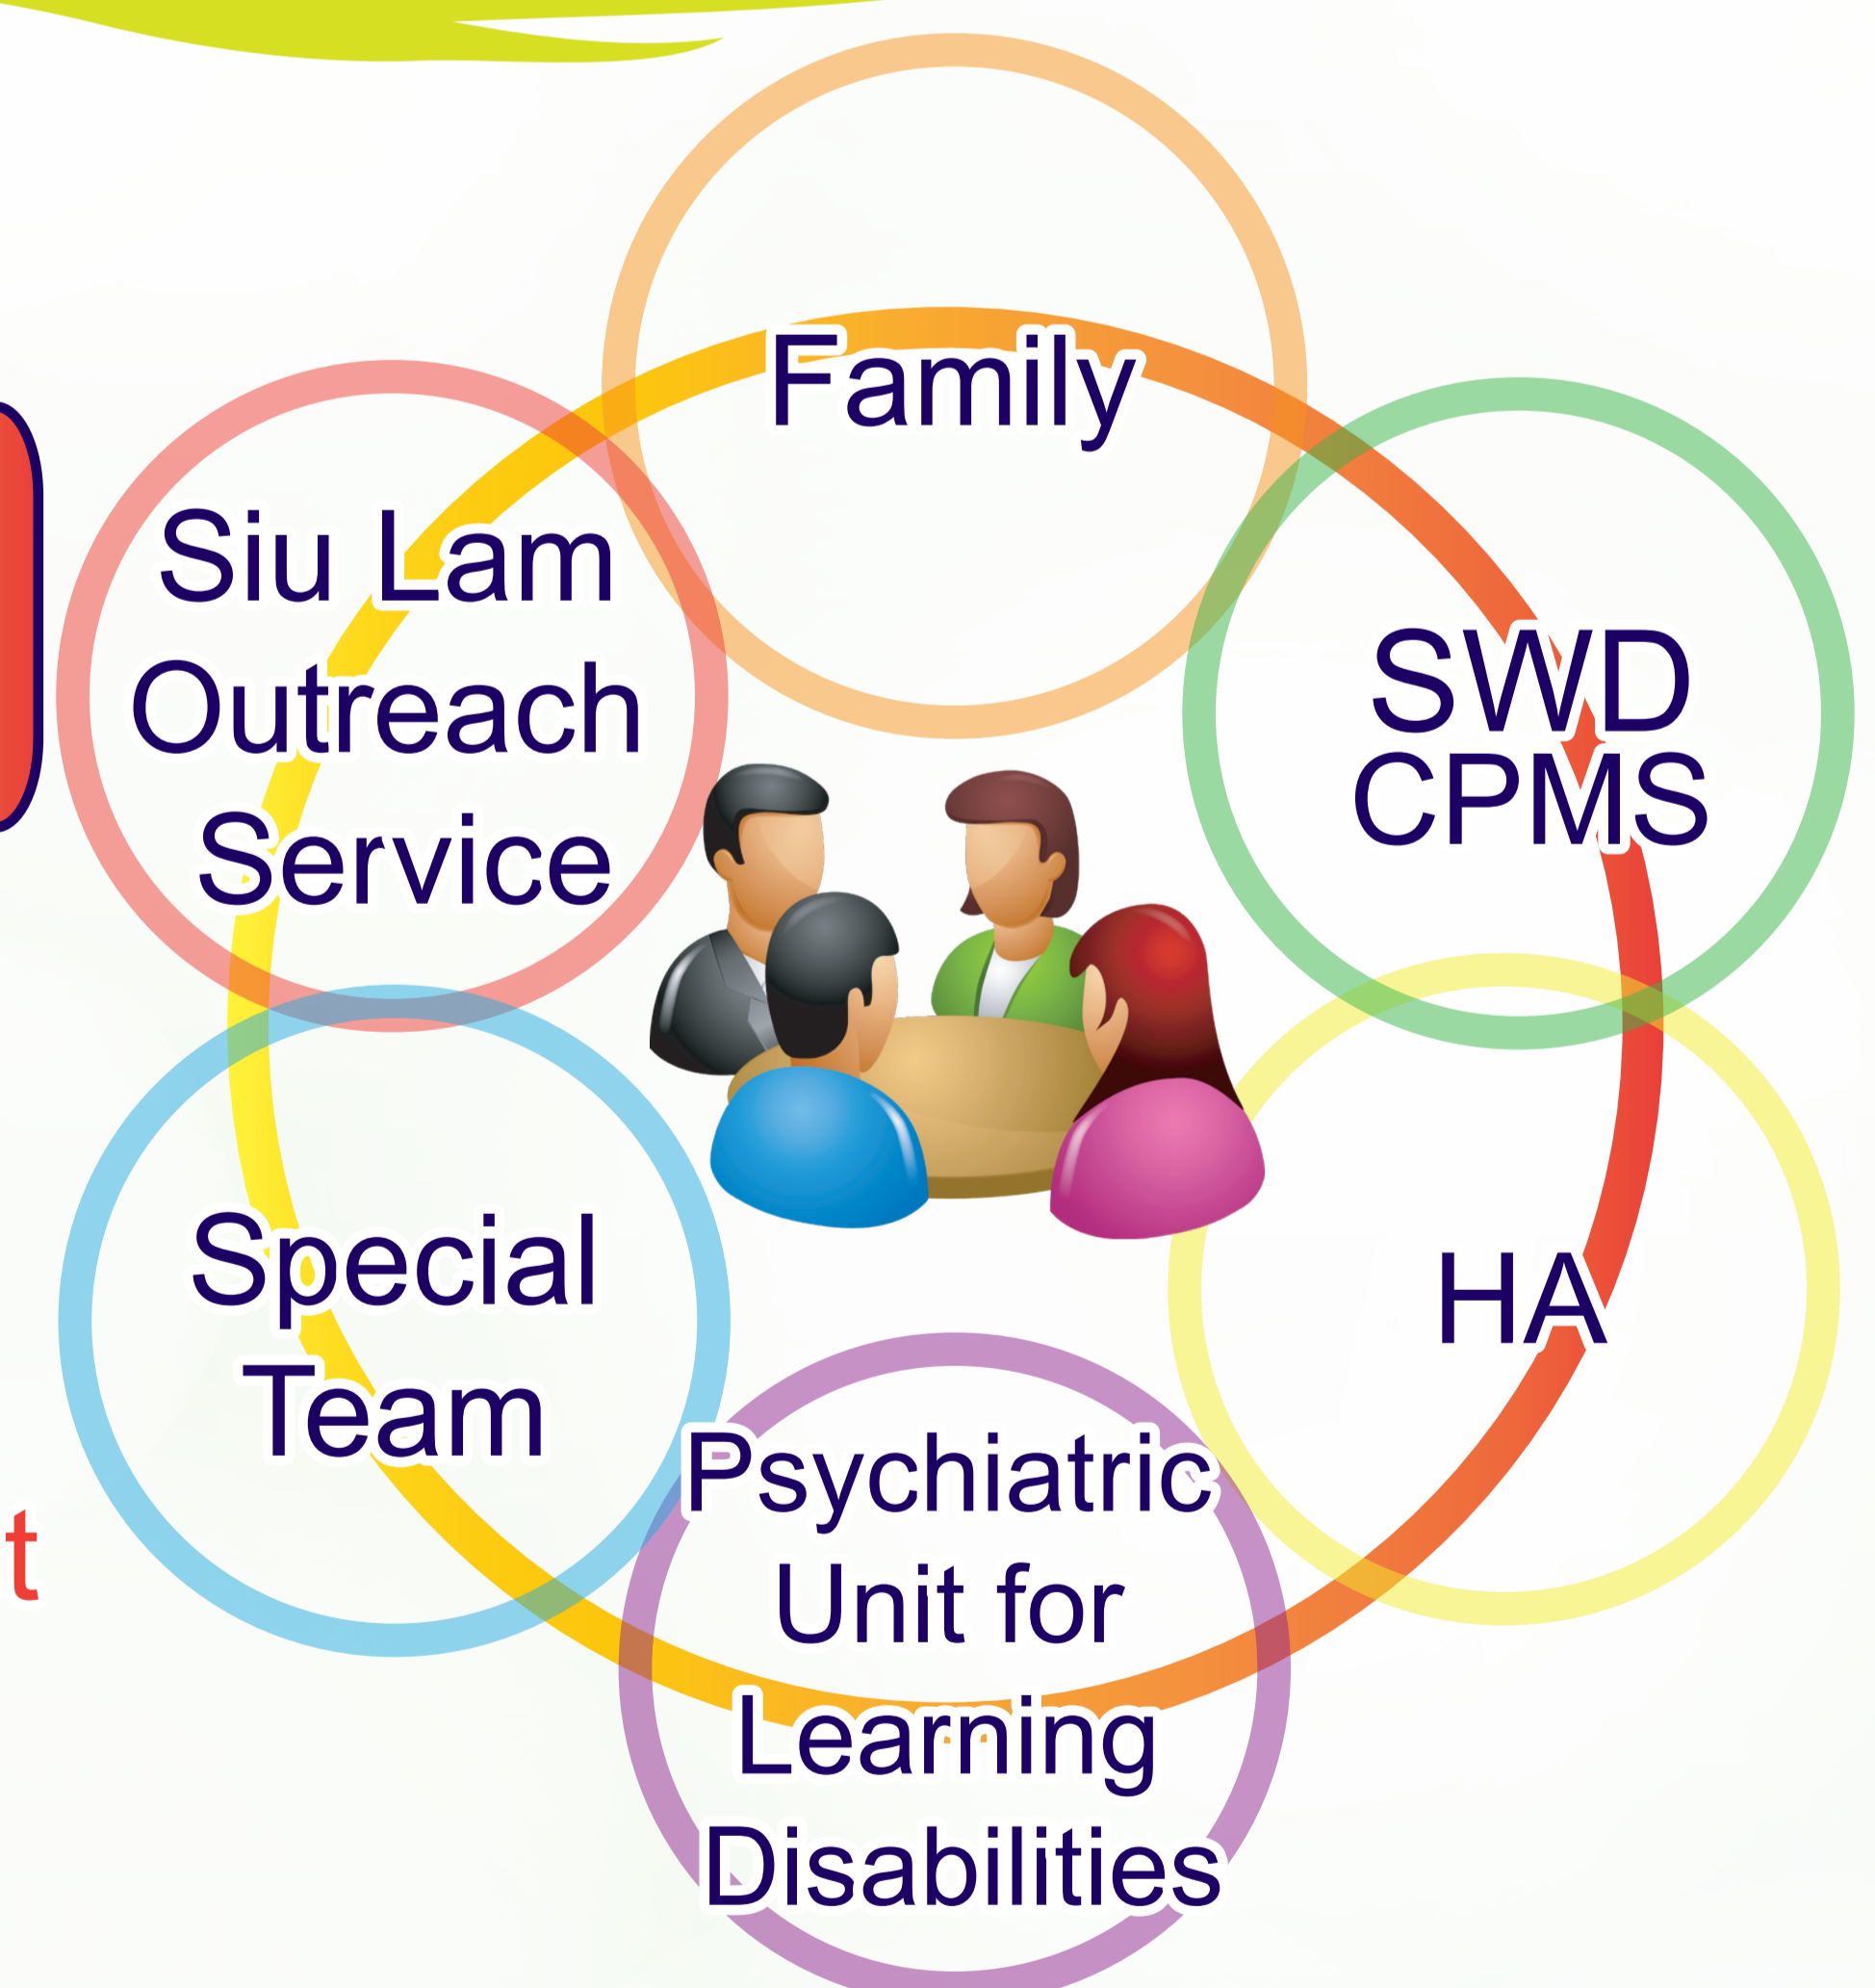 Family
Siu Lam
Outreach
Service
SWD
CPMS
Special
Team
HA
Psychiatric
Unit for
Learning
Disabilities
t